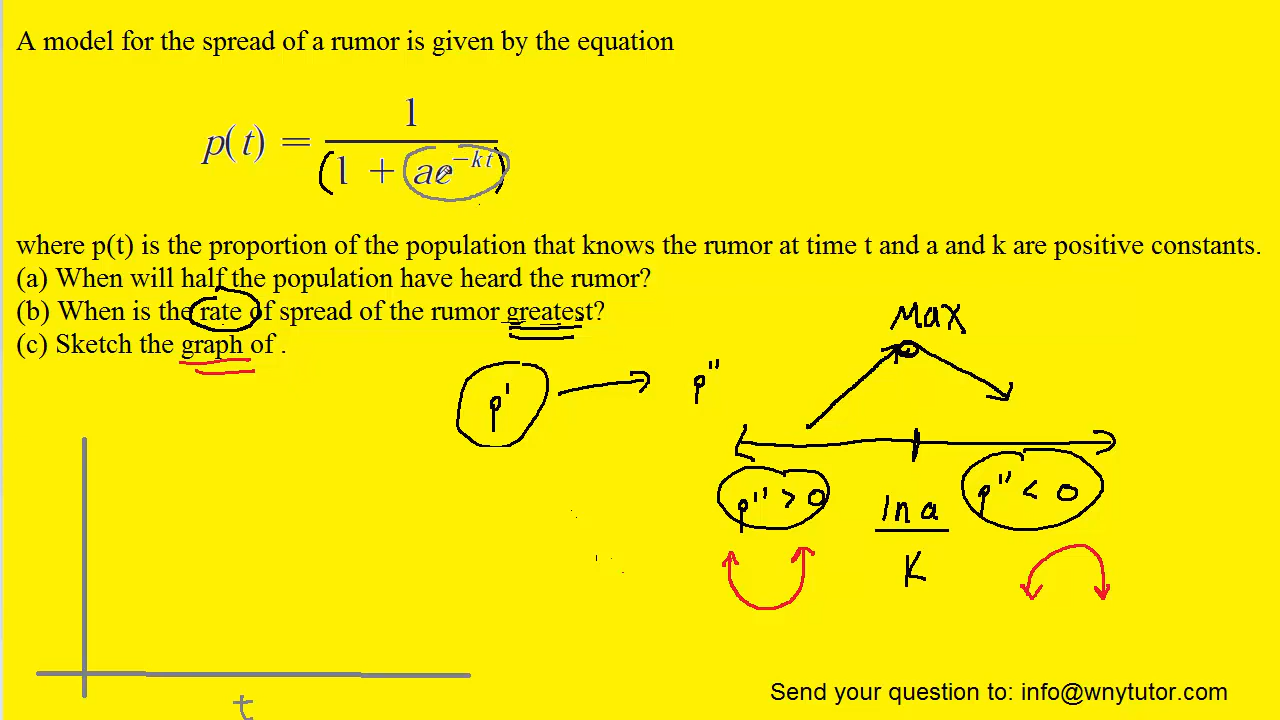 A model for the spread of a rumor is given by the equation
p(t) = 1 / (1 + ae^{-kt})
where p(t) is the proportion of the population that knows the rumor at time t and a and k are positive constants.
(a) When will half the population have heard the rumor?
(b) When is the rate of spread of the rumor greatest?
(c) Sketch the graph of .
Max
p' → p''
p'' > 0
ln a / K
p'' < 0
t
Send your question to: info@wnytutor.com